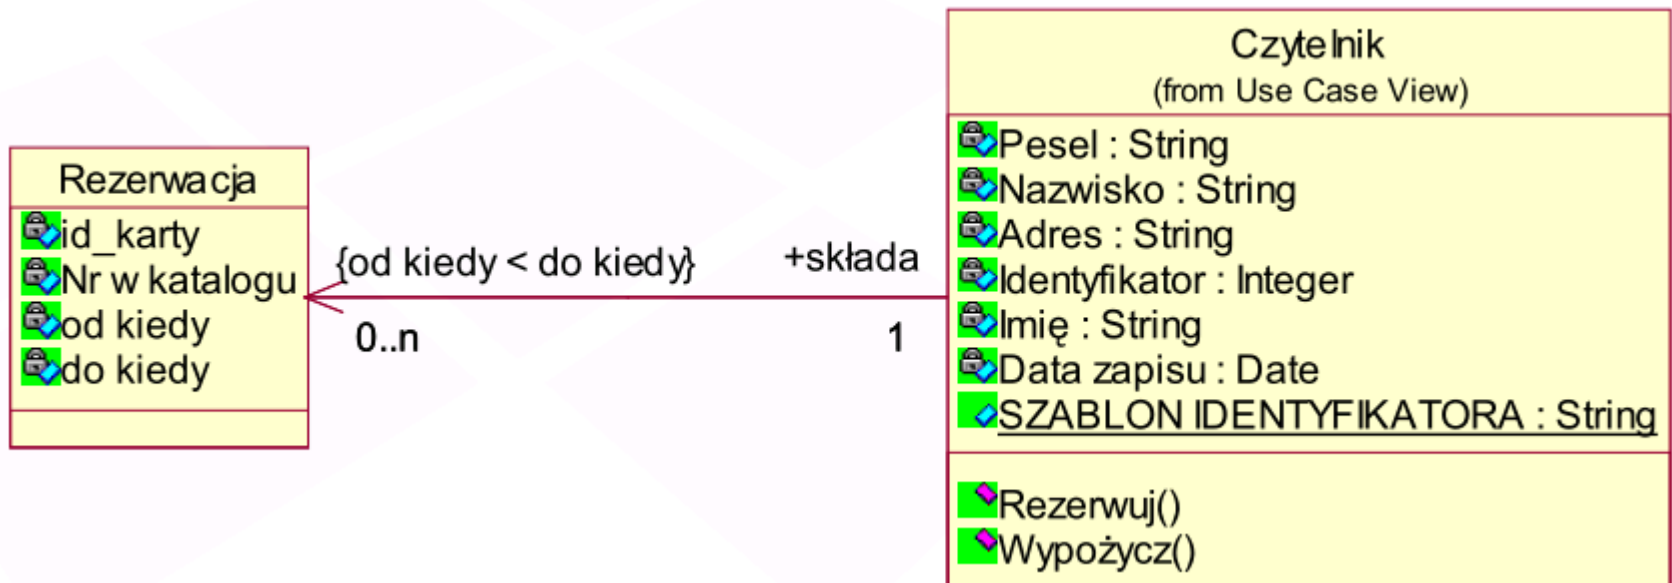 Rezerwacja
id_karty
Nr w katalogu
od kiedy
do kiedy
{od kiedy < do kiedy}
+składa
0..n
1
Czytelnik
(from Use Case View)
Pesel : String
Nazwisko : String
Adres : String
Identyfikator : Integer
Imię : String
Data zapisu : Date
SZABLON IDENTYFIKATORA : String
Rezerwuj()
Wypożycz()